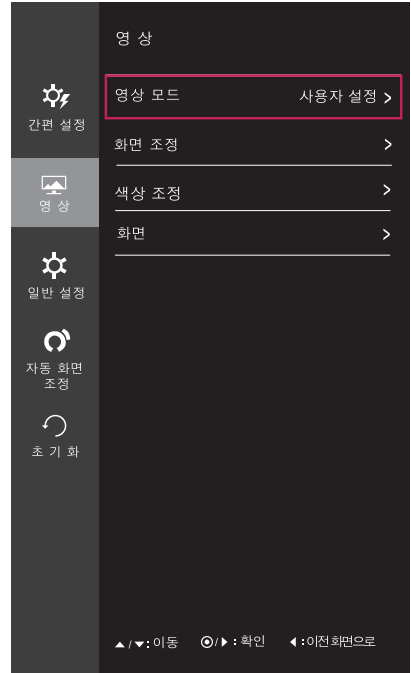 영 상
영상 모드 사용자 설정 >
화면 조정 >
색상 조정 >
화면 >
간편 설정
영 상
일반 설정
자동 화면
조정
초 기 화
▲/▼: 이동 ◉/▶ : 확인 ◀ :이전 화면으로